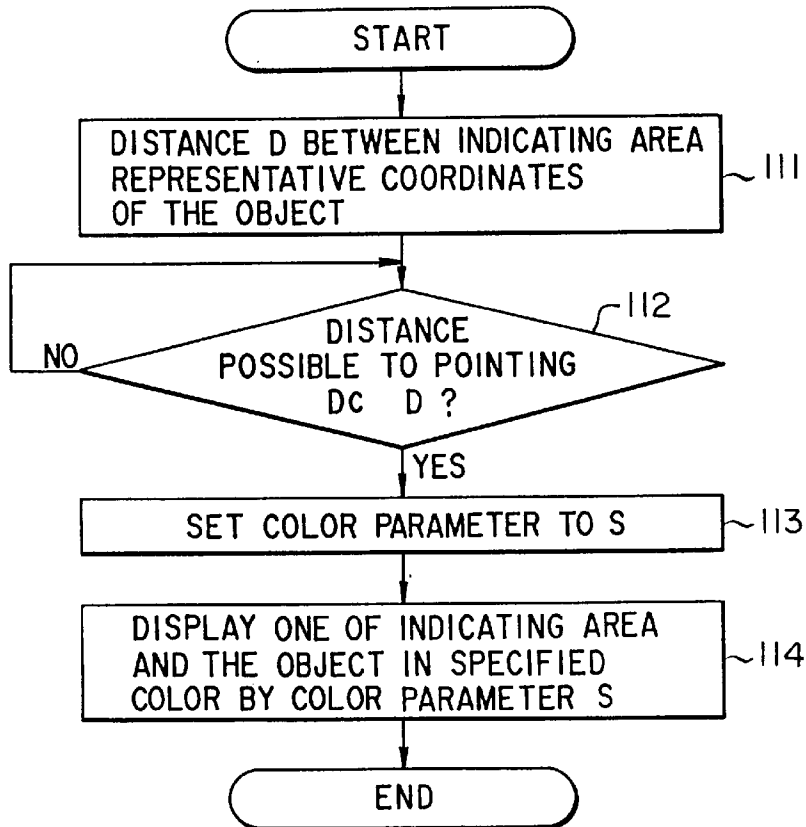 START
DISTANCE D BETWEEN INDICATING AREA
REPRESENTATIVE COORDINATES
OF THE OBJECT
111
112
DISTANCE
POSSIBLE TO POINTING
Dc D ?
NO
YES
SET COLOR PARAMETER TO S
113
DISPLAY ONE OF INDICATING AREA
AND THE OBJECT IN SPECIFIED
COLOR BY COLOR PARAMETER S
114
END